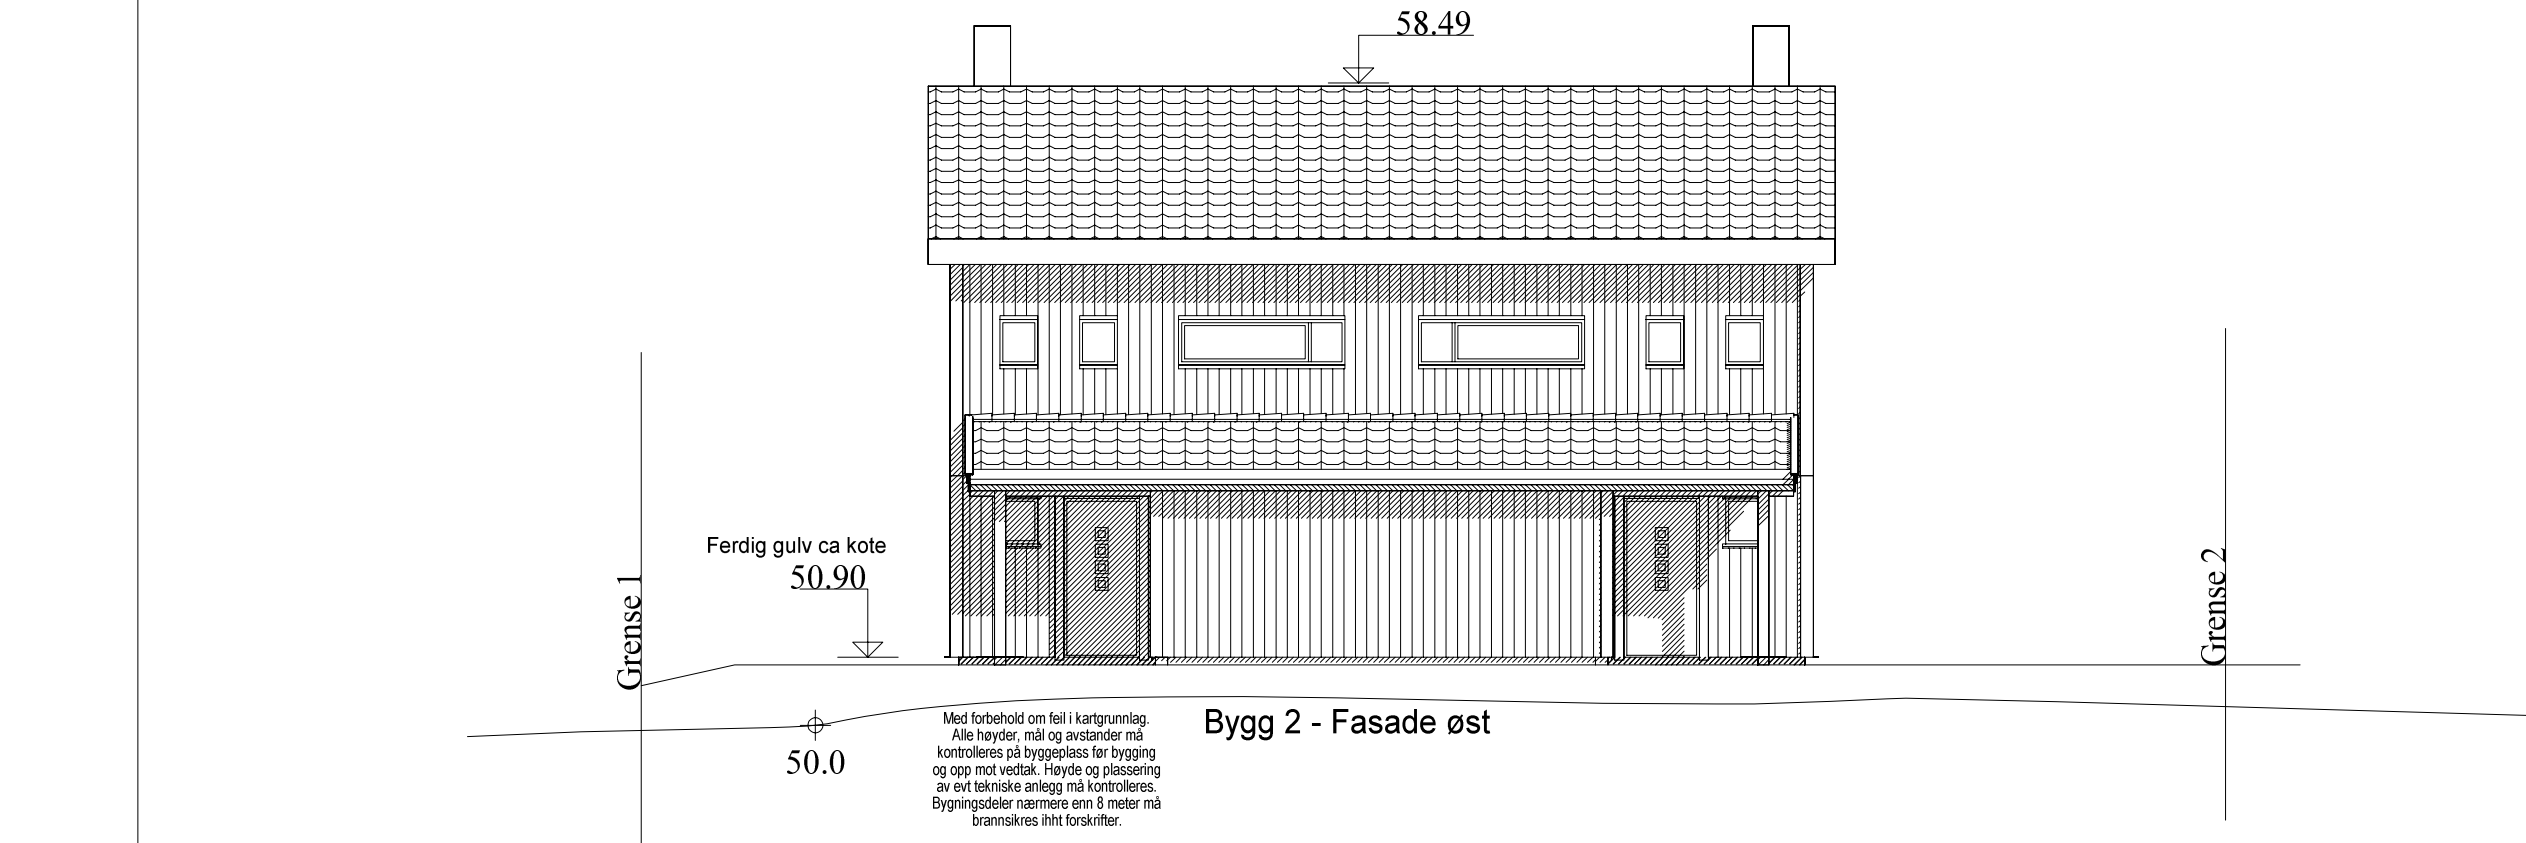 58.49
Ferdig gulv ca kote
50.90
Grense 1
Grense 2
Bygg 2 - Fasade øst
50.0
Med forbehold om feil i kartgrunnlag.
Alle høyder, mål og avstander må
kontrolleres på byggeplass før bygging
og opp mot vedtak. Høyde og plassering
av evt tekniske anlegg må kontrolleres.
Bygningsdeler nærmere enn 8 meter må
brannsikres ihht forskrifter.